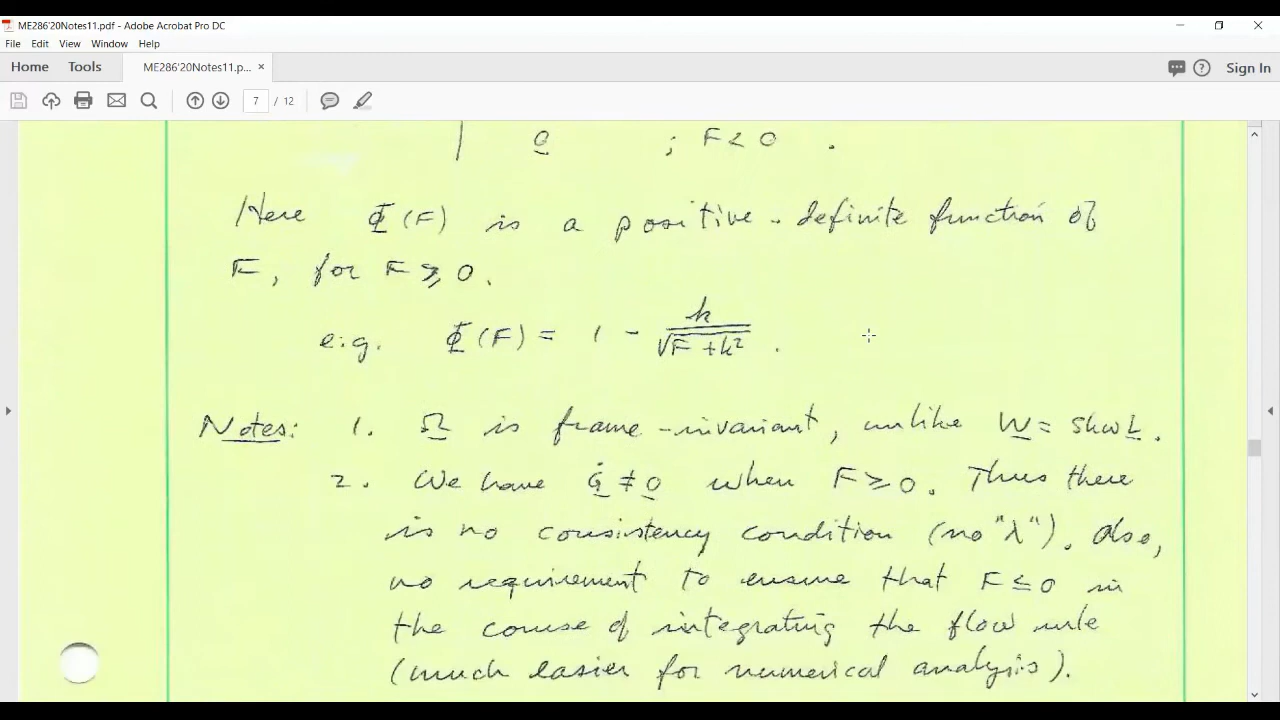 ME286'20Notes11.pdf - Adobe Acrobat Pro DC
File Edit View Window Help
Home Tools ME286'20Notes11.p... × Sign In
7 / 12
0 ; F < 0 .
Here Φ(F) is a positive-definite function of
F, for F ≥ 0.
e.g. Φ(F) = 1 - k/√(F + k²) .
Notes: 1. Ω is frame-invariant, unlike W = skw L.
2. We have Ġ ≠ 0 when F ≥ 0. Thus there
is no consistency condition (no "λ"). Also,
no requirement to ensure that F ≤ 0 in
the course of integrating the flow rule
(much easier for numerical analysis).